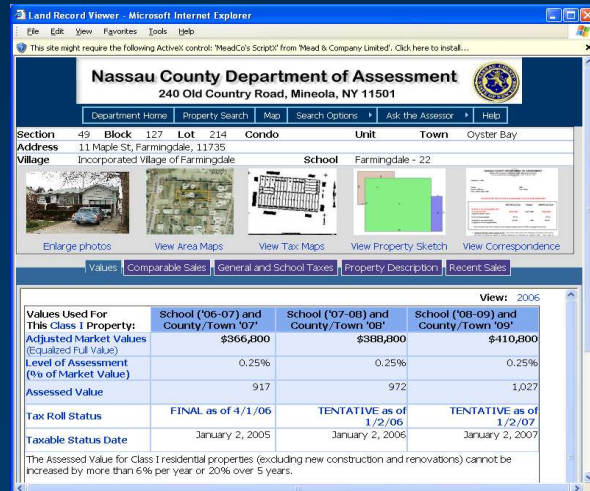 Land Record Viewer - Microsoft Internet Explorer
File Edit View Favorites Tools Help
This site might require the following ActiveX control: 'MeadCo's ScriptX' from 'Mead & Company Limited'. Click here to install...
Nassau County Department of Assessment
240 Old Country Road, Mineola, NY 11501
Department Home Property Search Map Search Options Ask the Assessor Help
Section 49 Block 127 Lot 214 Condo Unit Town Oyster Bay
Address 11 Maple St, Farmingdale, 11735
Village Incorporated Village of Farmingdale School Farmingdale - 22
Enlarge photos View Area Maps View Tax Maps View Property Sketch View Correspondence
Values Comparable Sales General and School Taxes Property Description Recent Sales
View: 2006
Values Used For This Class I Property: School ('06-07) and County/Town '07' School ('07-08) and County/Town '08' School ('08-09) and County/Town '09'
Adjusted Market Values (Equalized Full Value) $366,800 $388,800 $410,800
Level of Assessment (% of Market Value) 0.25% 0.25% 0.25%
Assessed Value 917 972 1,027
Tax Roll Status FINAL as of 4/1/06 TENTATIVE as of 1/2/06 TENTATIVE as of 1/2/07
Taxable Status Date January 2, 2005 January 2, 2006 January 2, 2007
The Assessed Value for Class I residential properties (excluding new construction and renovations) cannot be
increased by more than 6% per year or 20% over 5 years.